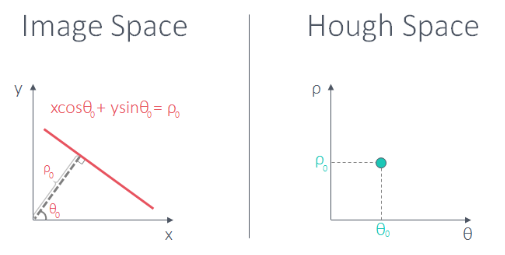 Image Space
Hough Space
y
xcosθ₀ + ysinθ₀ = ρ₀
ρ₀
θ₀
x
ρ
ρ₀
θ₀
θ